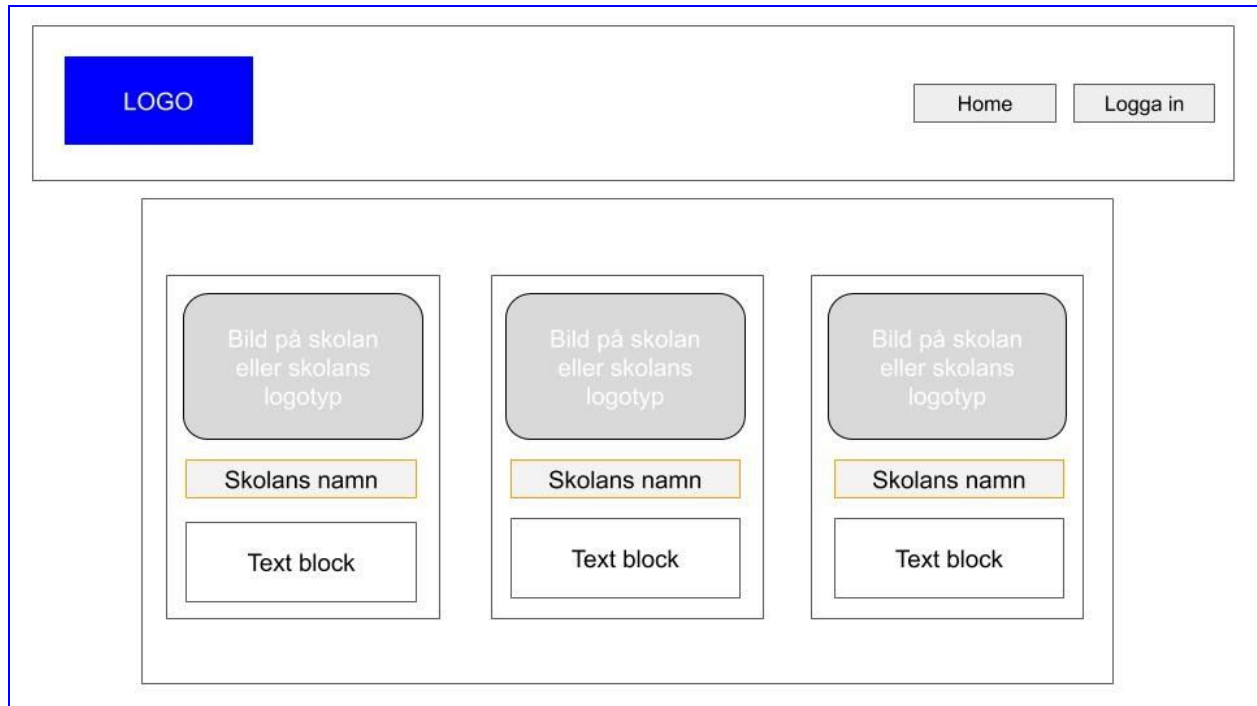 LOGO
Home
Logga in
Bild på skolan
eller skolans
logotyp
Bild på skolan
eller skolans
logotyp
Bild på skolan
eller skolans
logotyp
Skolans namn
Skolans namn
Skolans namn
Text block
Text block
Text block